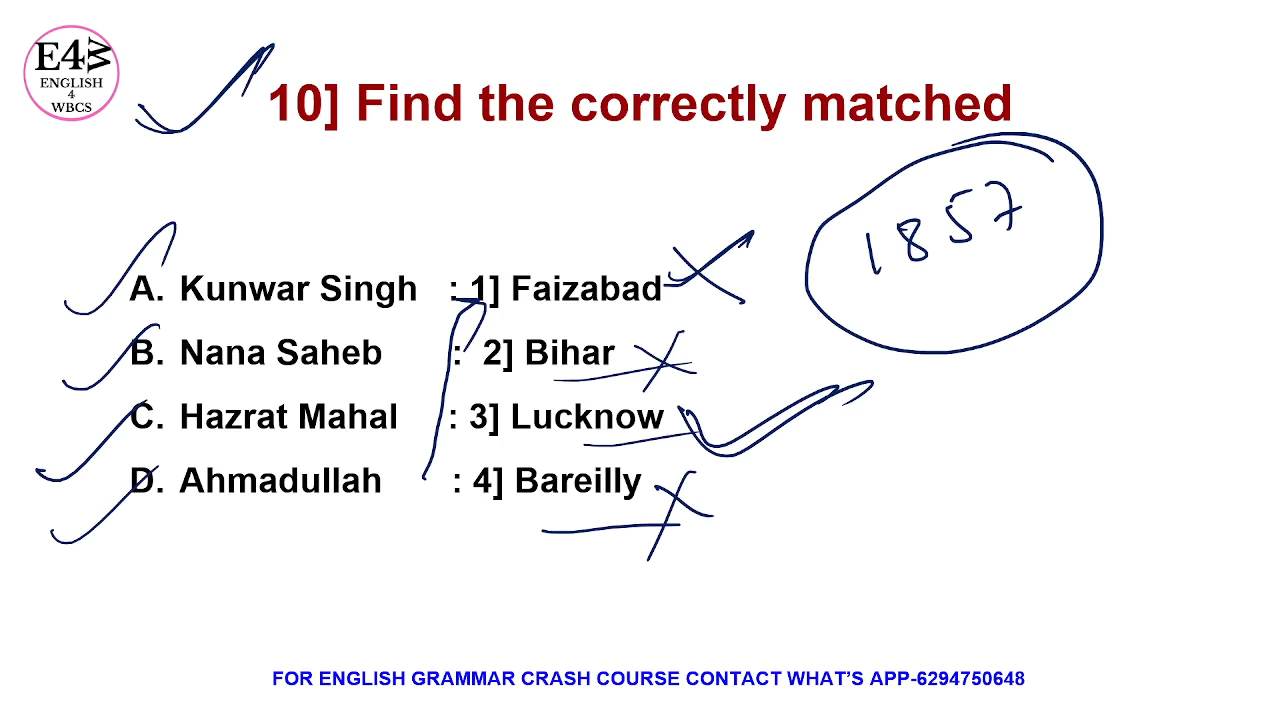 E4W
ENGLISH
4
WBCS
10] Find the correctly matched
1857
A. Kunwar Singh : 1] Faizabad
B. Nana Saheb : 2] Bihar
C. Hazrat Mahal : 3] Lucknow
D. Ahmadullah : 4] Bareilly
FOR ENGLISH GRAMMAR CRASH COURSE CONTACT WHAT’S APP-6294750648